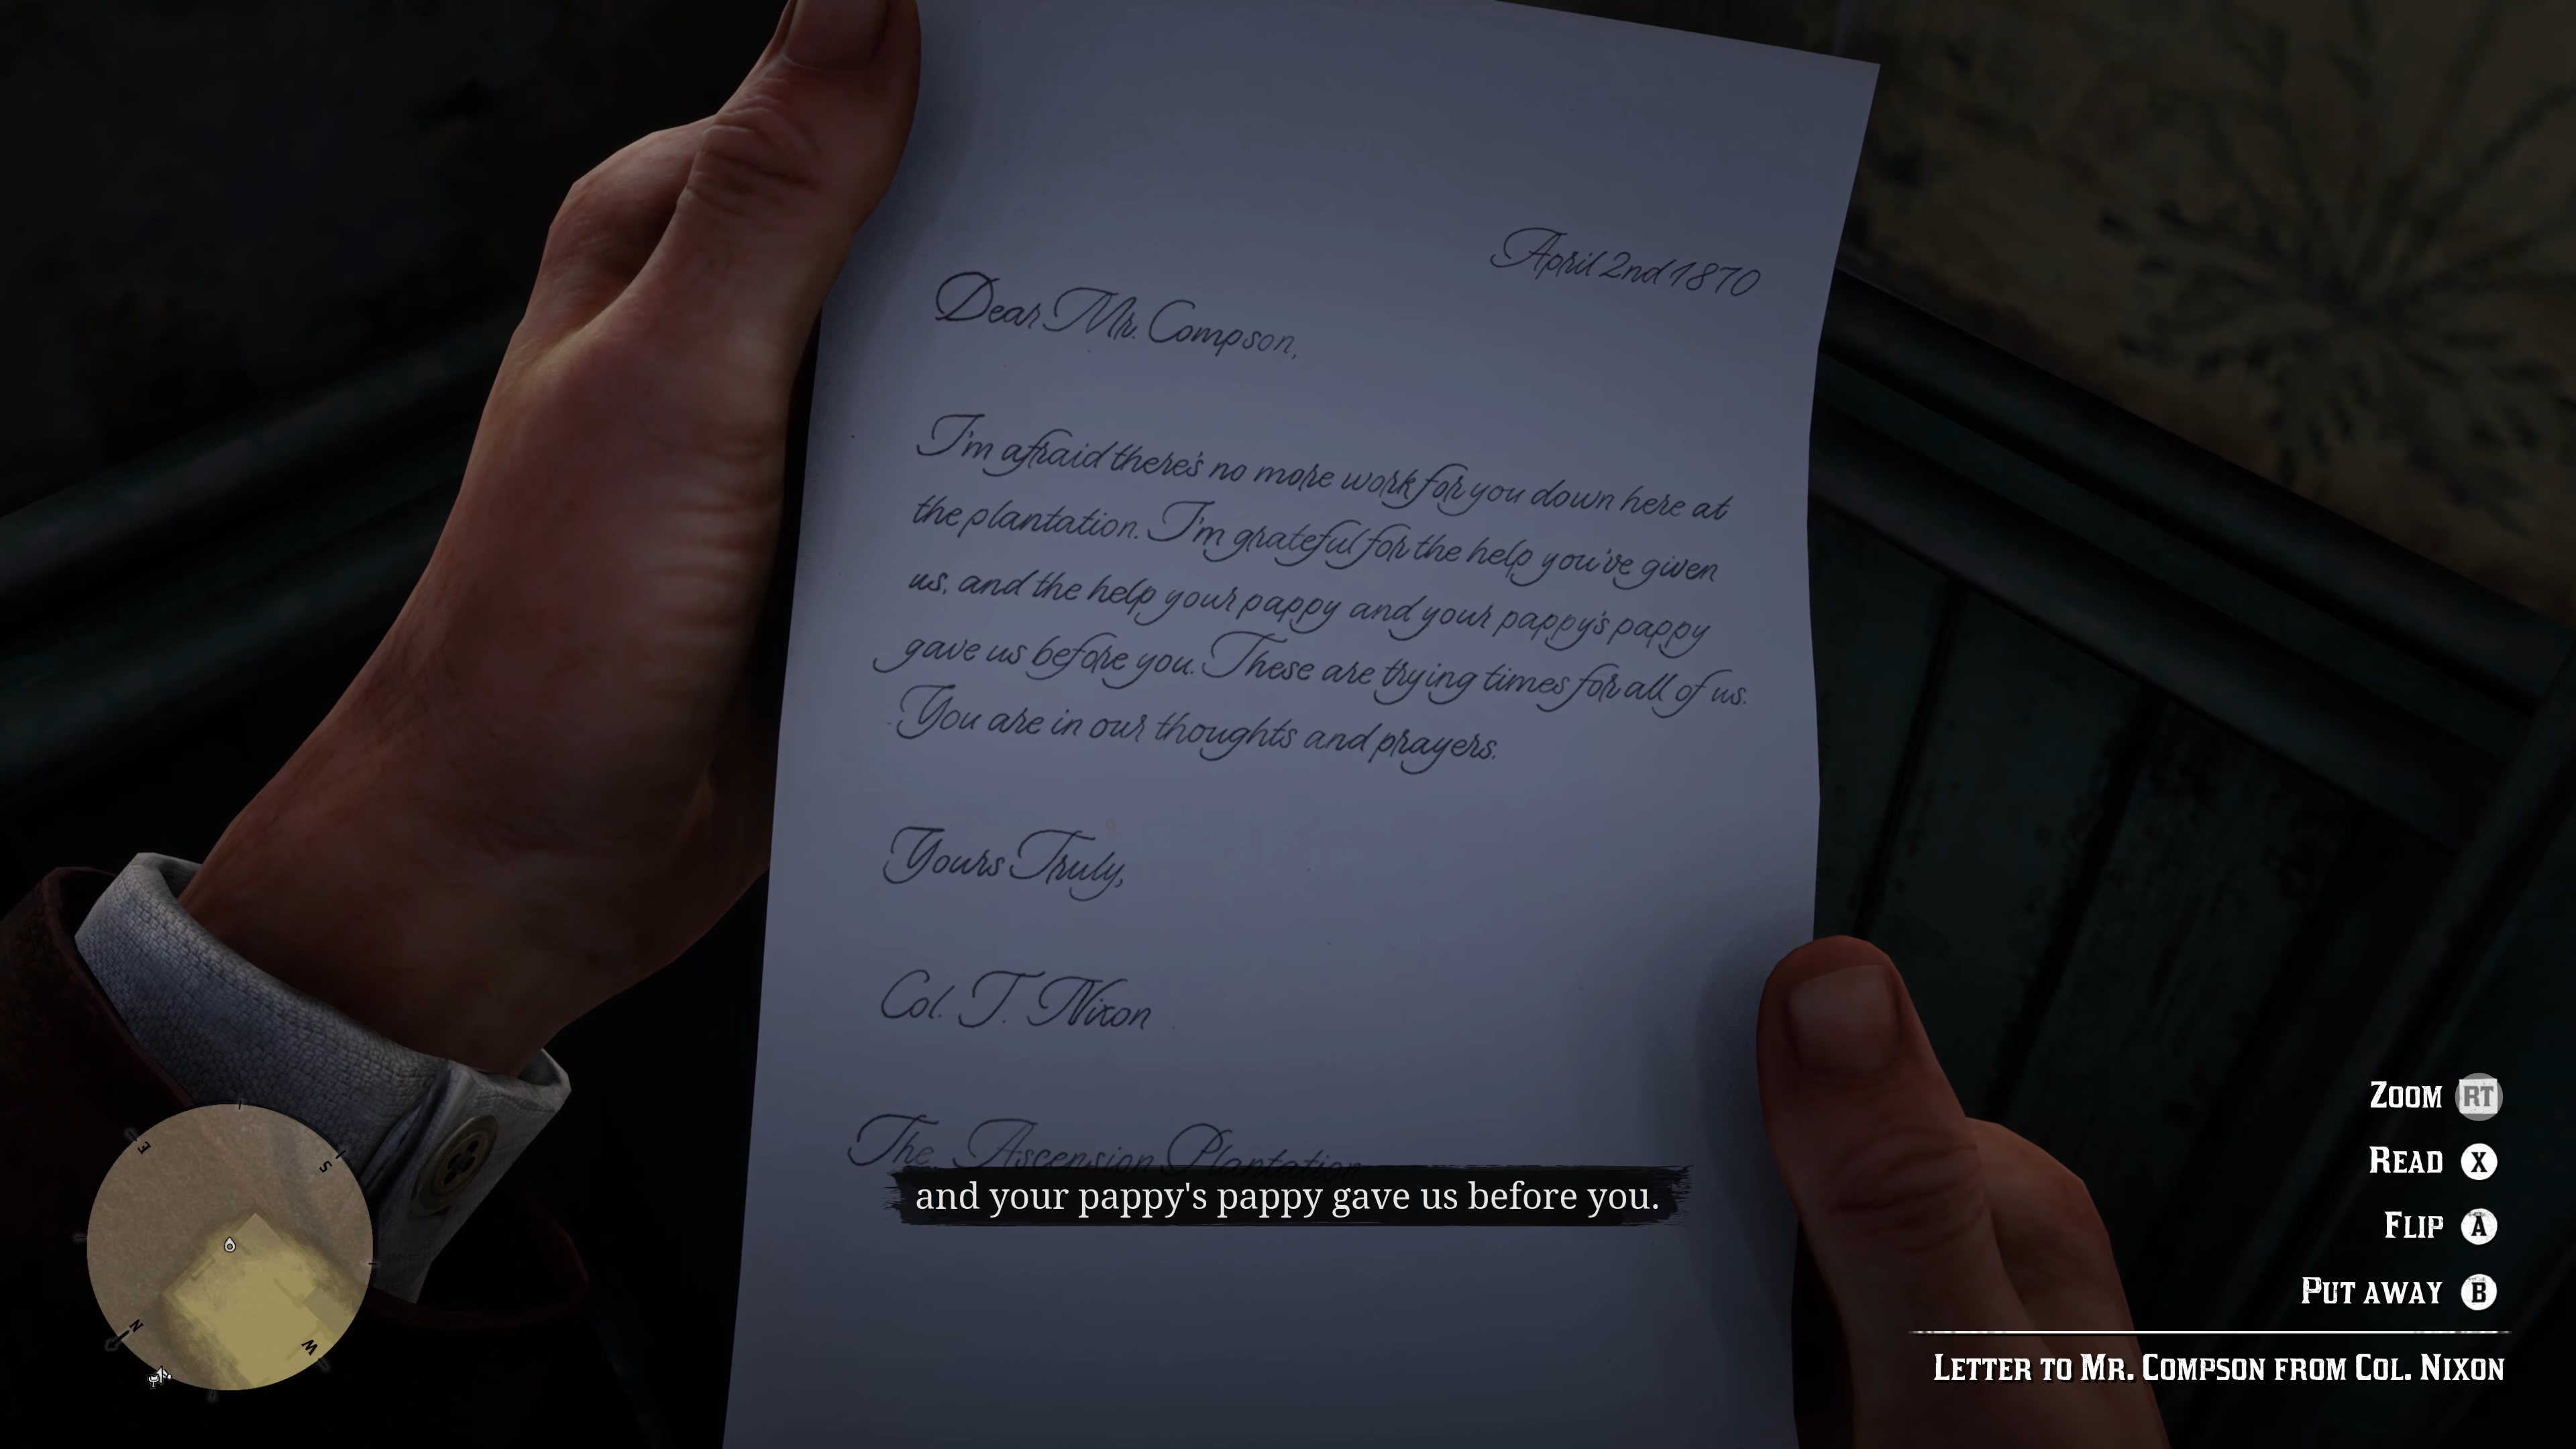 April 2nd 1870
Dear Mr. Compson,
I'm afraid there's no more work for you down here at
the plantation. I'm grateful for the help you've given
us, and the help your pappy and your pappy's pappy
gave us before you. These are trying times for all of us.
You are in our thoughts and prayers.
Yours Truly,
Col. T. Nixon
The Ascension Plantation
and your pappy's pappy gave us before you.
ZOOM RT
READ X
FLIP A
PUT AWAY B
LETTER TO MR. COMPSON FROM COL. NIXON
E
S
N
W